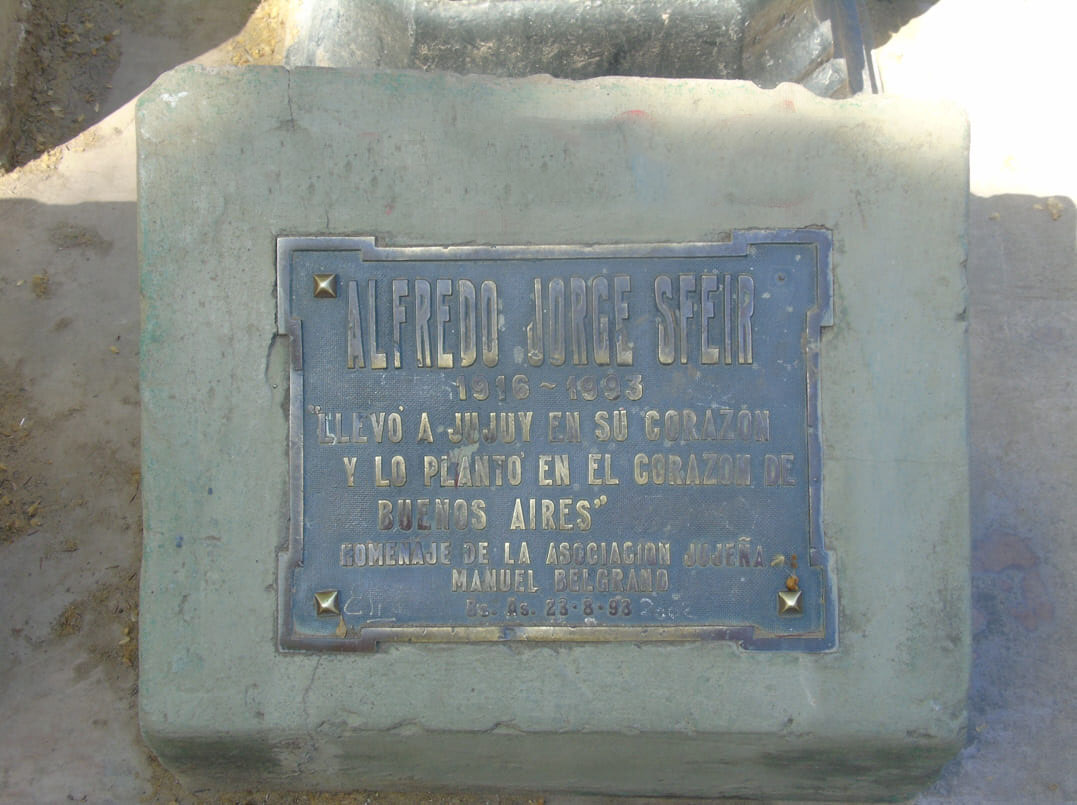 ALFREDO JORGE SFEIR
1916 ~ 1993
"LLEVÓ A JUJUY EN SU CORAZÓN
Y LO PLANTÓ EN EL CORAZON DE
BUENOS AIRES"
HOMENAJE DE LA ASOCIACION JUJEÑA
MANUEL BELGRANO
Bs. As. 23·8·93